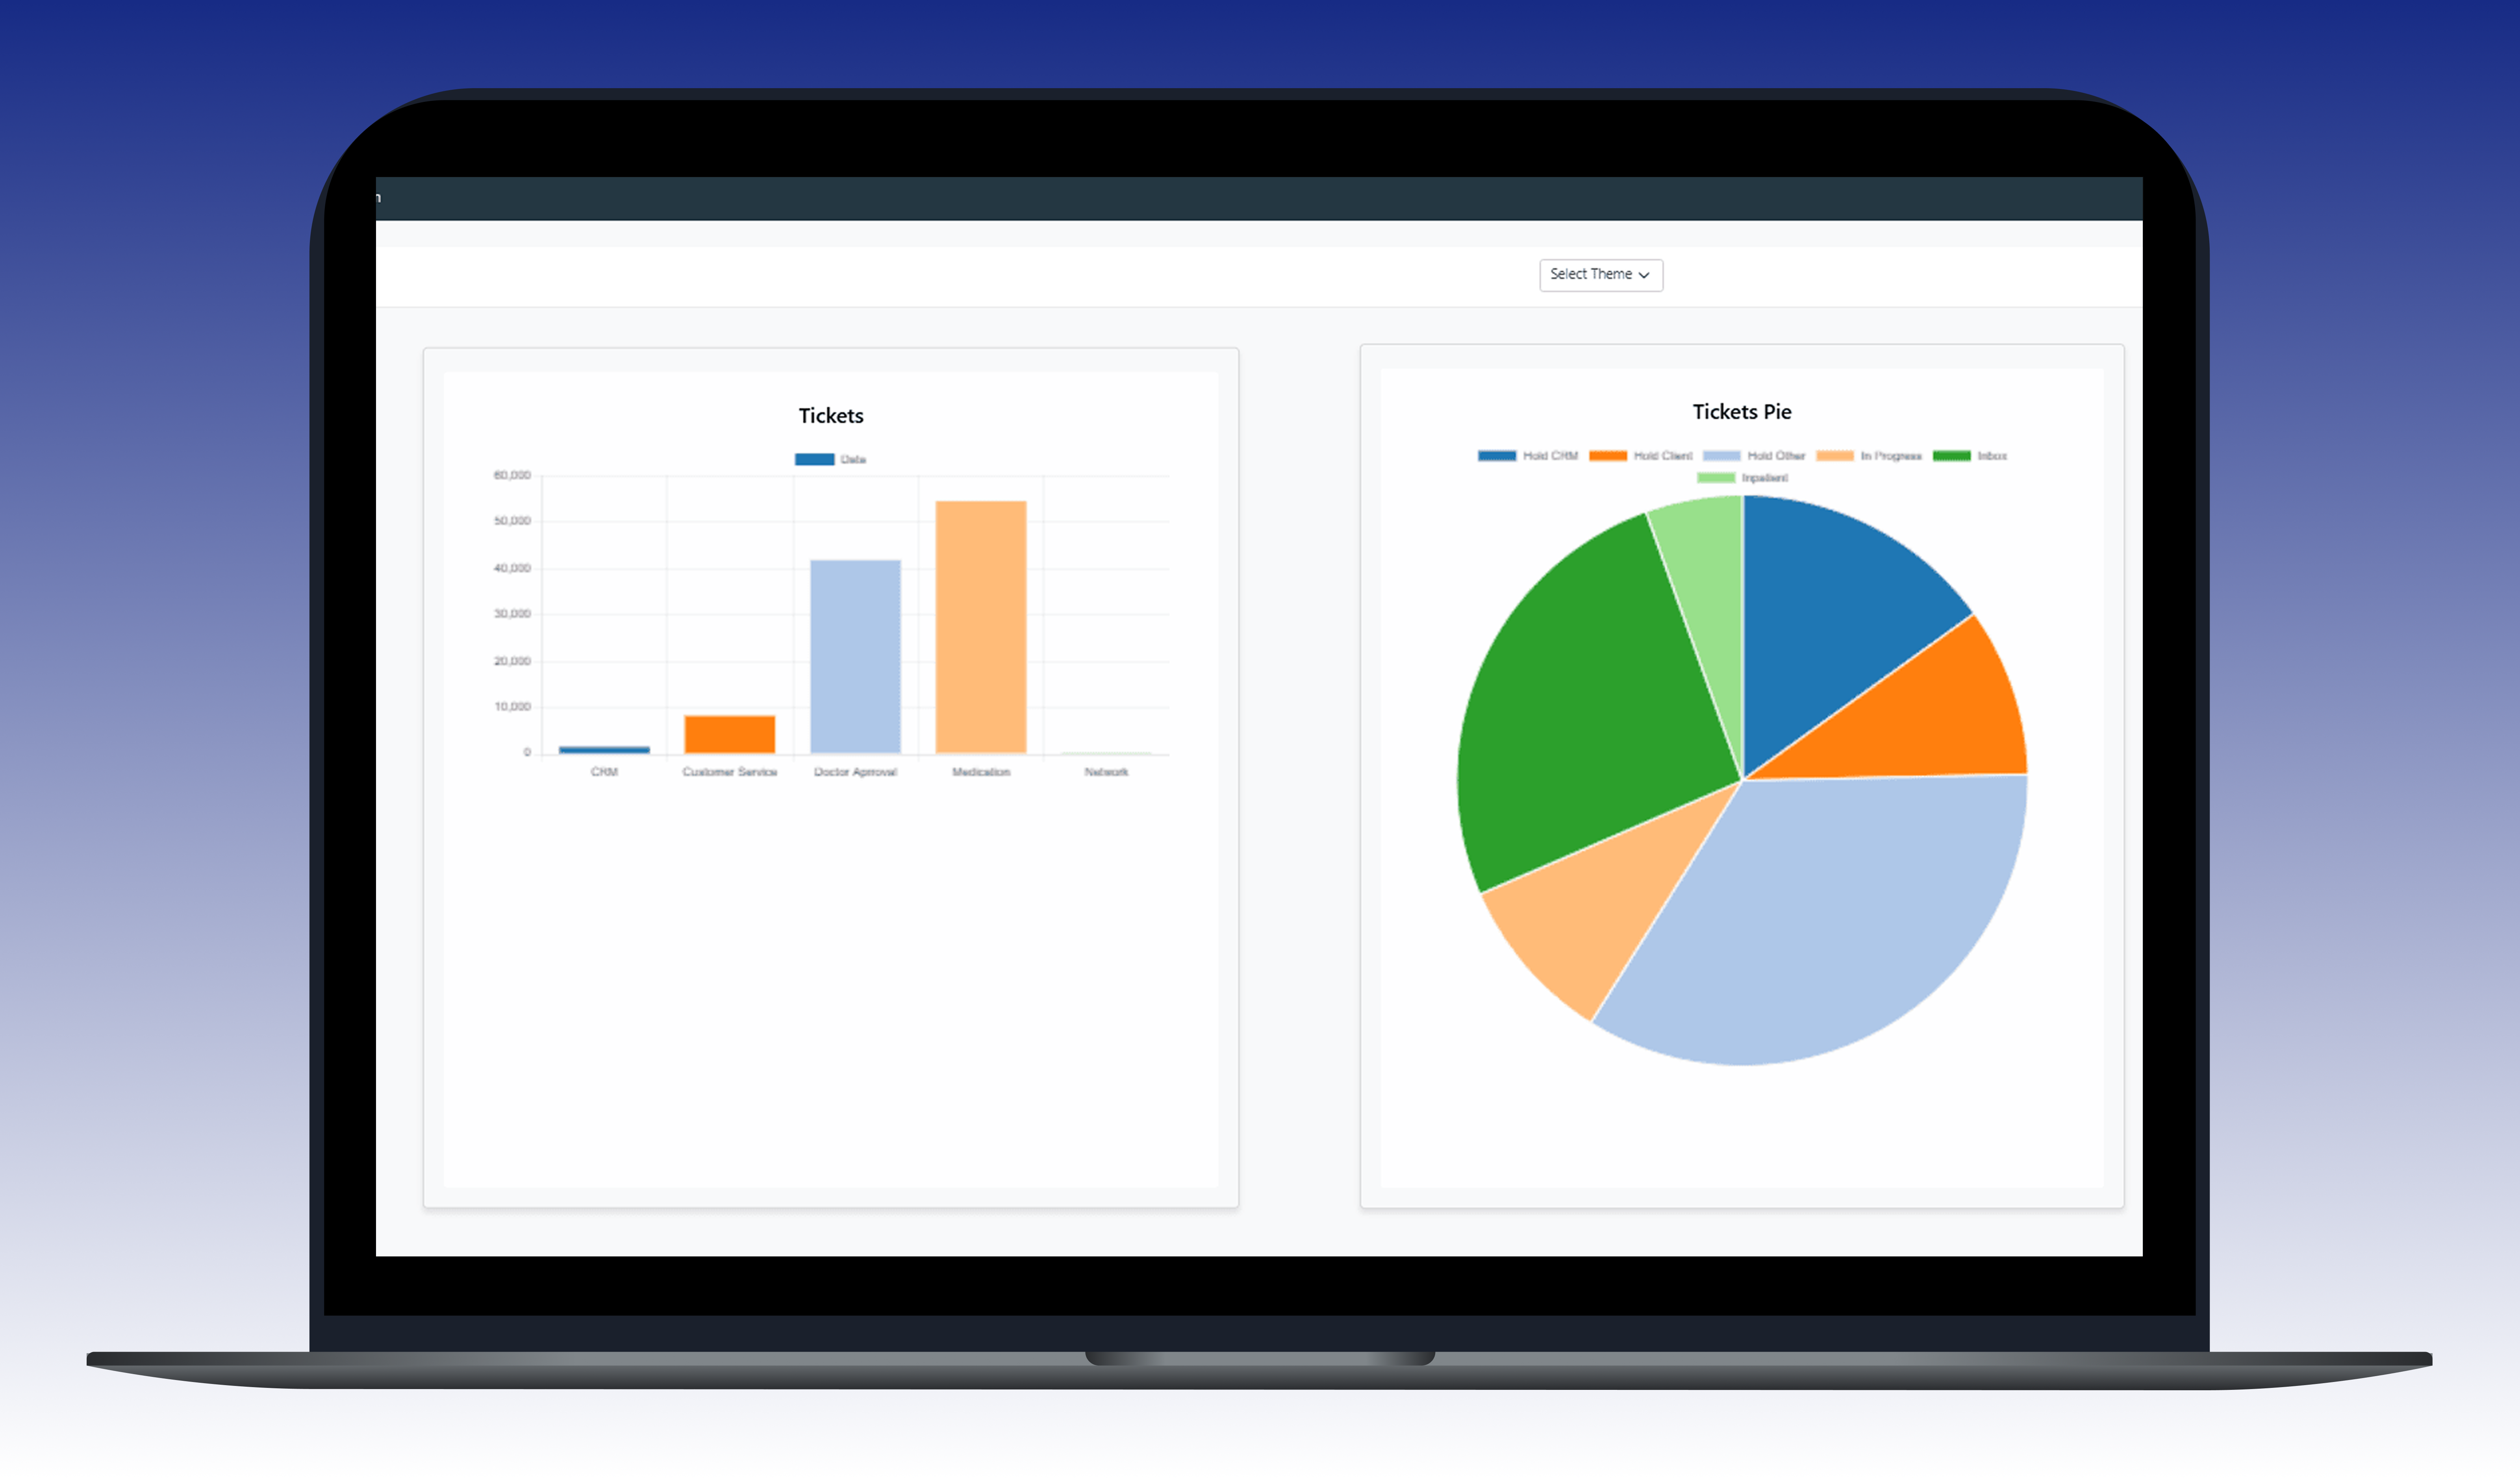 n
Select Theme
Tickets
Data
60,000
50,000
40,000
30,000
20,000
10,000
0
CRM Customer Service Doctor Aprroval Medication Network
Tickets Pie
Hold CRM Hold Client Hold Other In Progress Inbox
Inpatient